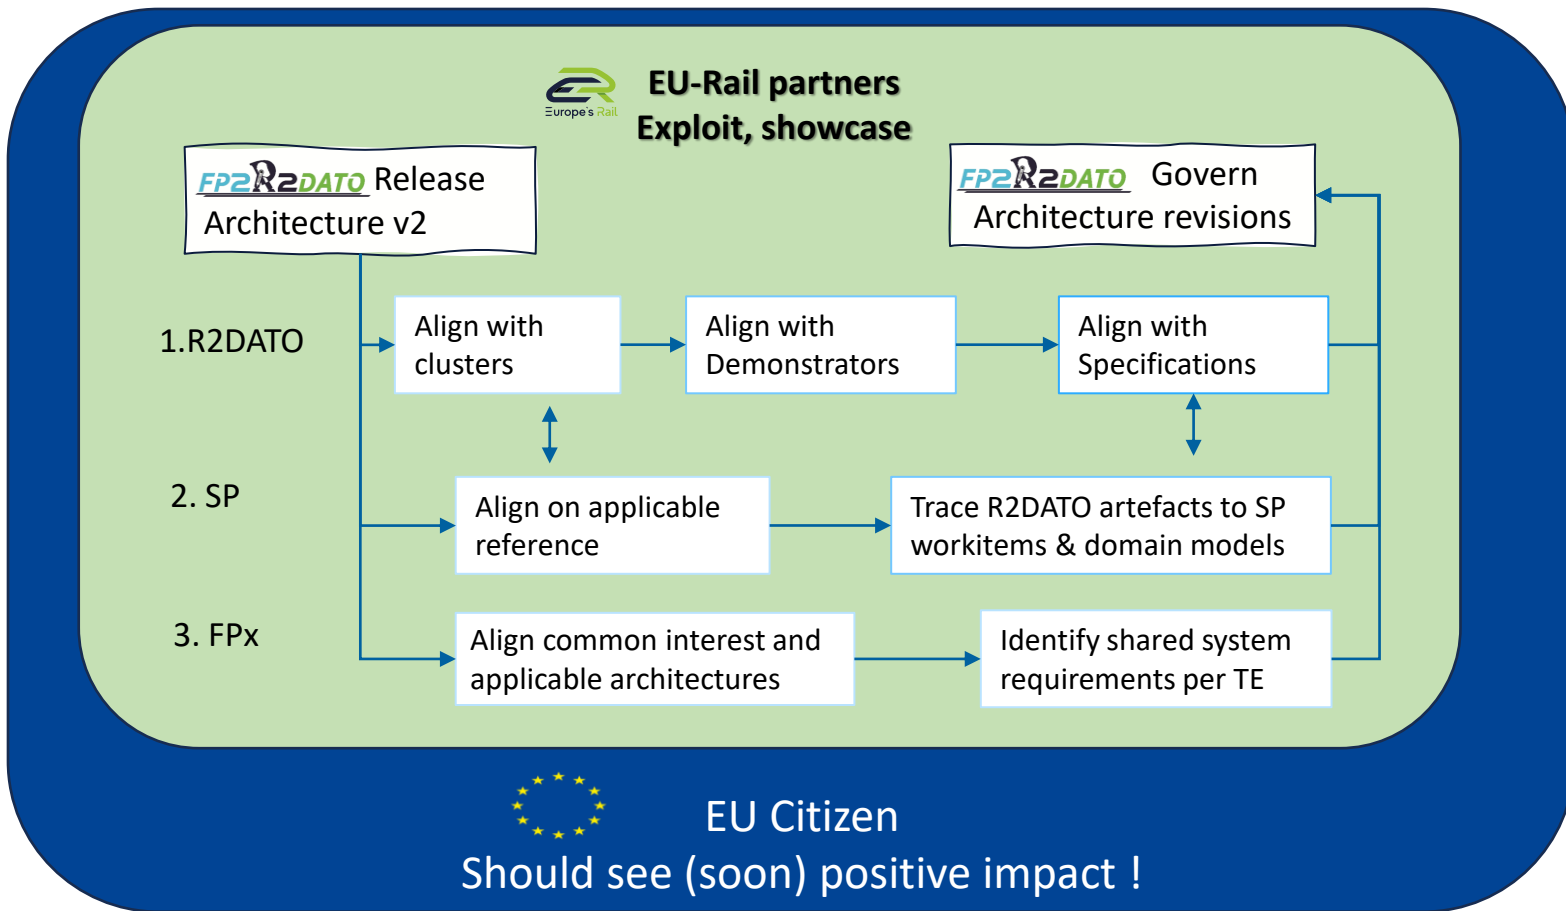 EU-Rail partners
Exploit, showcase
Europe's Rail
FP2R2DATO Release
Architecture v2
FP2R2DATO Govern
Architecture revisions
1.R2DATO
Align with
clusters
Align with
Demonstrators
Align with
Specifications
2. SP
Align on applicable
reference
Trace R2DATO artefacts to SP
workitems & domain models
3. FPx
Align common interest and
applicable architectures
Identify shared system
requirements per TE
EU Citizen
Should see (soon) positive impact !